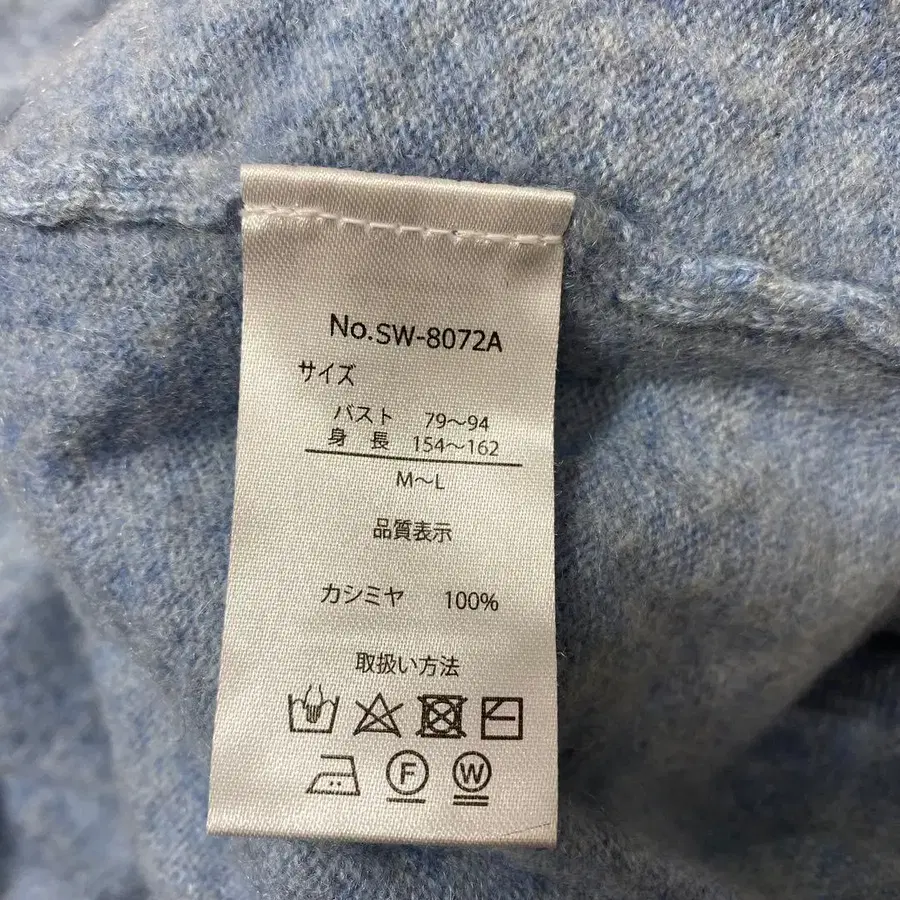 No.SW-8072A
サイズ
バスト 79～94
身 長 154～162
M～L
品質表示
カシミヤ 100%
取扱い方法
F W